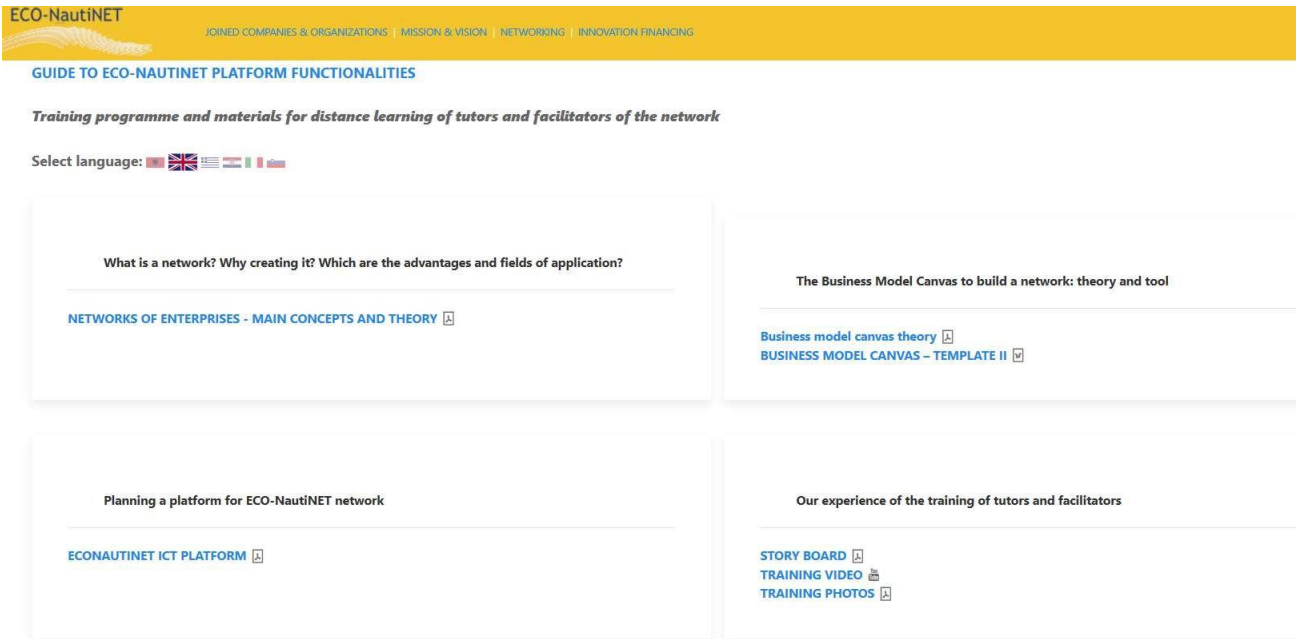 ECO-NautiNET
JOINED COMPANIES & ORGANIZATIONS | MISSION & VISION | NETWORKING | INNOVATION FINANCING
GUIDE TO ECO-NAUTINET PLATFORM FUNCTIONALITIES
Training programme and materials for distance learning of tutors and facilitators of the network
Select language:
What is a network? Why creating it? Which are the advantages and fields of application?
NETWORKS OF ENTERPRISES - MAIN CONCEPTS AND THEORY
The Business Model Canvas to build a network: theory and tool
Business model canvas theory
BUSINESS MODEL CANVAS – TEMPLATE II
Planning a platform for ECO-NautiNET network
ECONAUTINET ICT PLATFORM
Our experience of the training of tutors and facilitators
STORY BOARD
TRAINING VIDEO
TRAINING PHOTOS